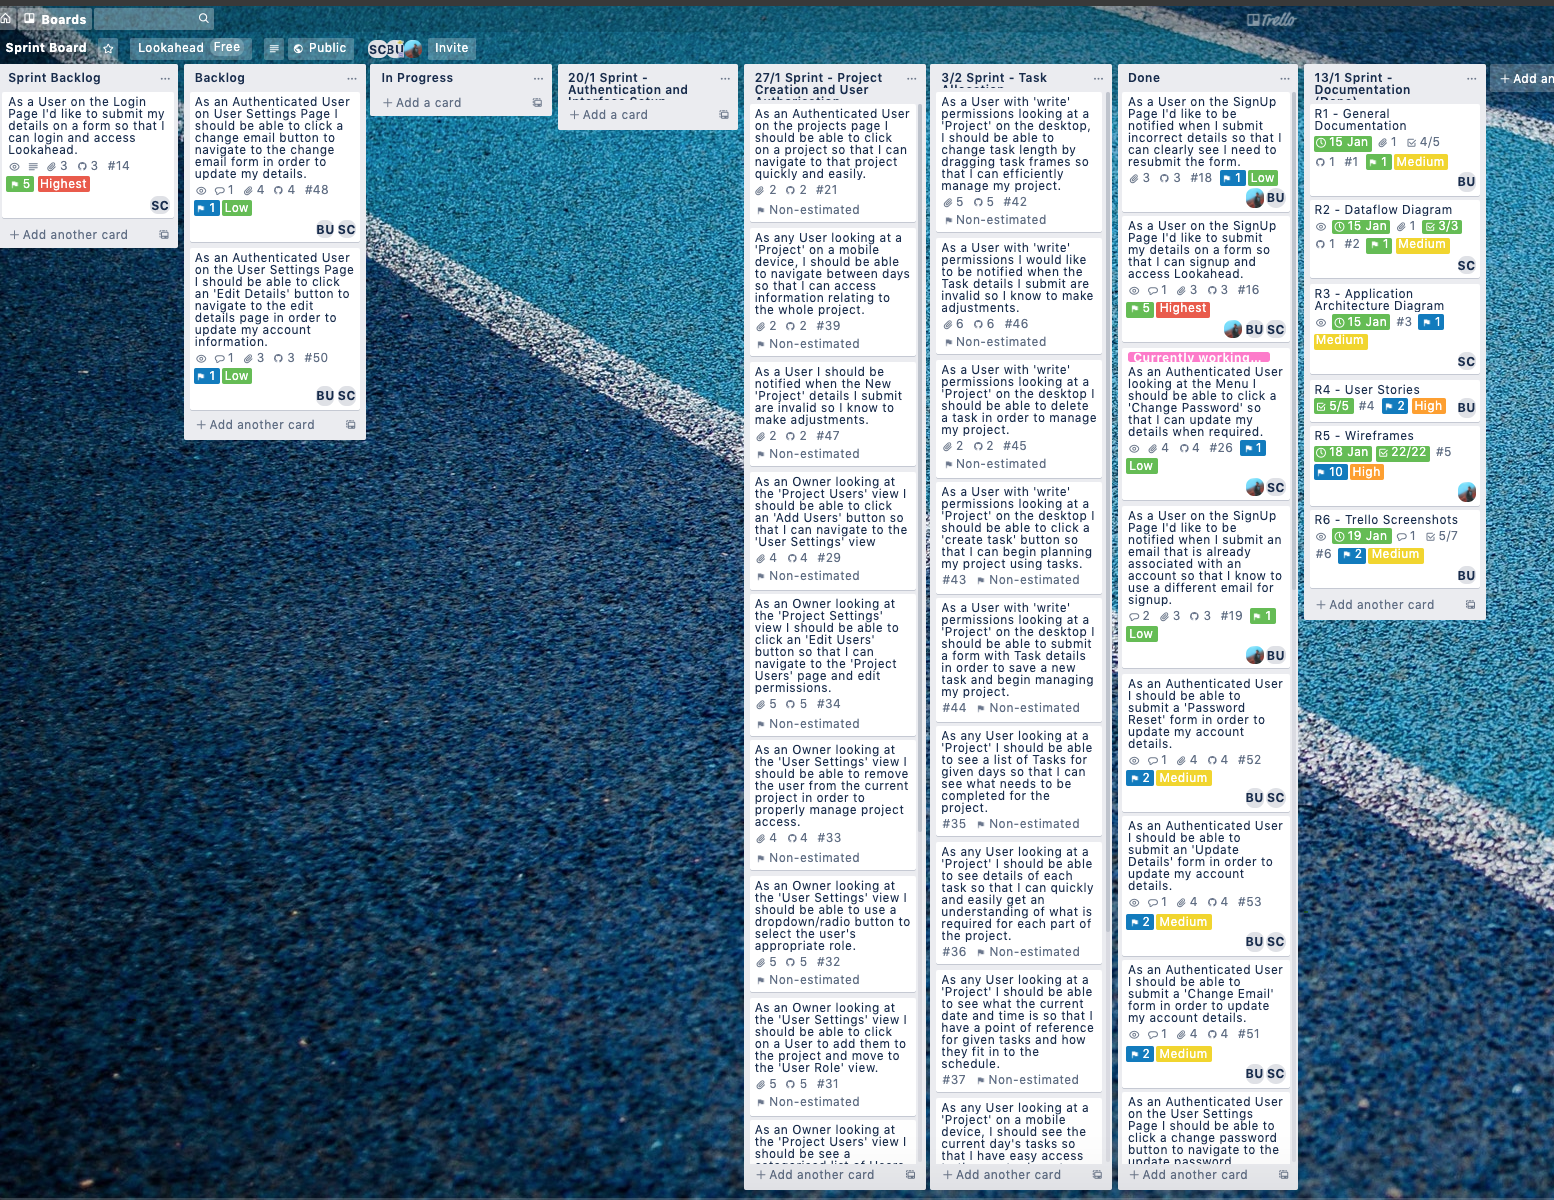 Boards
Trello
Sprint Board
Lookahead
Free
Public
SC
BU
Invite
Sprint Backlog
As a User on the Login
Page I'd like to submit my
details on a form so that I
can login and access
Lookahead.
3 3 #14
5 Highest
SC
+ Add another card
Backlog
As an Authenticated User
on User Settings Page I
should be able to click a
change email button to
navigate to the change
email form in order to
update my details.
1 4 4 #48
1 Low
BU SC
As an Authenticated User
on the User Settings Page
I should be able to click
an 'Edit Details' button to
navigate to the edit
details page in order to
update my account
information.
1 3 3 #50
1 Low
BU SC
+ Add another card
In Progress
+ Add a card
20/1 Sprint -
Authentication and
Interface Setup
+ Add a card
27/1 Sprint - Project
Creation and User
Authorisation
As an Authenticated User
on the projects page I
should be able to click
on a project so that I can
navigate to that project
quickly and easily.
2 2 #21
Non-estimated
As any User looking at a
'Project' on a mobile
device, I should be able
to navigate between days
so that I can access
information relating to
the whole project.
2 2 #39
Non-estimated
As a User I should be
notified when the New
'Project' details I submit
are invalid so I know to
make adjustments.
2 2 #47
Non-estimated
As an Owner looking at
the 'Project Users' view I
should be able to click
an 'Add Users' button so
that I can navigate to the
'User Settings' view
4 4 #29
Non-estimated
As an Owner looking at
the 'Project Settings'
view I should be able to
click an 'Edit Users'
button so that I can
navigate to the 'Project
Users' page and edit
permissions.
5 5 #34
Non-estimated
As an Owner looking at
the 'User Settings' view I
should be able to remove
the user from the current
project in order to
properly manage project
access.
4 4 #33
Non-estimated
As an Owner looking at
the 'User Settings' view I
should be able to use a
dropdown/radio button to
select the user's
appropriate role.
5 5 #32
Non-estimated
As an Owner looking at
the 'User Settings' view I
should be able to click
on a User to add them to
the project and move to
the 'User Role' view.
5 5 #31
Non-estimated
As an Owner looking at
the 'Project Users' view I
should be see a
categorised list of Users
+ Add another card
3/2 Sprint - Task
Allocation
As a User with 'write'
permissions looking at a
'Project' on the desktop,
I should be able to
change task length by
dragging task frames so
that I can efficiently
manage my project.
5 5 #42
Non-estimated
As a User with 'write'
permissions I would like
to be notified when the
Task details I submit are
invalid so I know to make
adjustments.
6 6 #46
Non-estimated
As a User with 'write'
permissions looking at a
'Project' on the desktop I
should be able to delete
a task in order to manage
my project.
2 2 #45
Non-estimated
As a User with 'write'
permissions looking at a
'Project' on the desktop I
should be able to click a
'create task' button so
that I can begin planning
my project using tasks.
#43 Non-estimated
As a User with 'write'
permissions looking at a
'Project' on the desktop I
should be able to submit
a form with Task details
in order to save a new
task and begin managing
my project.
#44 Non-estimated
As any User looking at a
'Project' I should be able
to see a list of Tasks for
given days so that I can
see what needs to be
completed for the
project.
#35 Non-estimated
As any User looking at a
'Project' I should be able
to see details of each
task so that I can quickly
and easily get an
understanding of what is
required for each part of
the project.
#36 Non-estimated
As any User looking at a
'Project' I should be able
to see what the current
date and time is so that I
have a point of reference
for given tasks and how
they fit in to the
schedule.
#37 Non-estimated
As any User looking at a
'Project' on a mobile
device, I should see the
current day's tasks so
that I have easy access
+ Add another card
Done
As a User on the SignUp
Page I'd like to be
notified when I submit
incorrect details so that I
can clearly see I need to
resubmit the form.
3 3 #18 1 Low
BU
As a User on the SignUp
Page I'd like to submit
my details on a form so
that I can signup and
access Lookahead.
1 3 3 #16
5 Highest
BU SC
Currently working...
As an Authenticated User
looking at the Menu I
should be able to click a
'Change Password' so
that I can update my
details when required.
4 4 #26 1
Low
SC
As a User on the SignUp
Page I'd like to be
notified when I submit an
email that is already
associated with an
account so that I know to
use a different email for
signup.
2 3 3 #19 1
Low
BU
As an Authenticated User
I should be able to
submit a 'Password
Reset' form in order to
update my account
details.
1 4 4 #52
2 Medium
BU SC
As an Authenticated User
I should be able to
submit an 'Update
Details' form in order to
update my account
details.
1 4 4 #53
2 Medium
BU SC
As an Authenticated User
I should be able to
submit a 'Change Email'
form in order to update
my account details.
1 4 4 #51
2 Medium
BU SC
As an Authenticated User
on the User Settings
Page I should be able to
click a change password
button to navigate to the
update password
+ Add another card
13/1 Sprint -
Documentation
(Done)
R1 - General
Documentation
15 Jan 1 4/5
1 #1 1 Medium
BU
R2 - Dataflow Diagram
15 Jan 1 3/3
1 #2 1 Medium
SC
R3 - Application
Architecture Diagram
15 Jan #3 1
Medium
SC
R4 - User Stories
5/5 #4 2 High
BU
R5 - Wireframes
18 Jan 22/22 #5
10 High
R6 - Trello Screenshots
19 Jan 1 5/7
#6 2 Medium
BU
+ Add another card
+ Add an